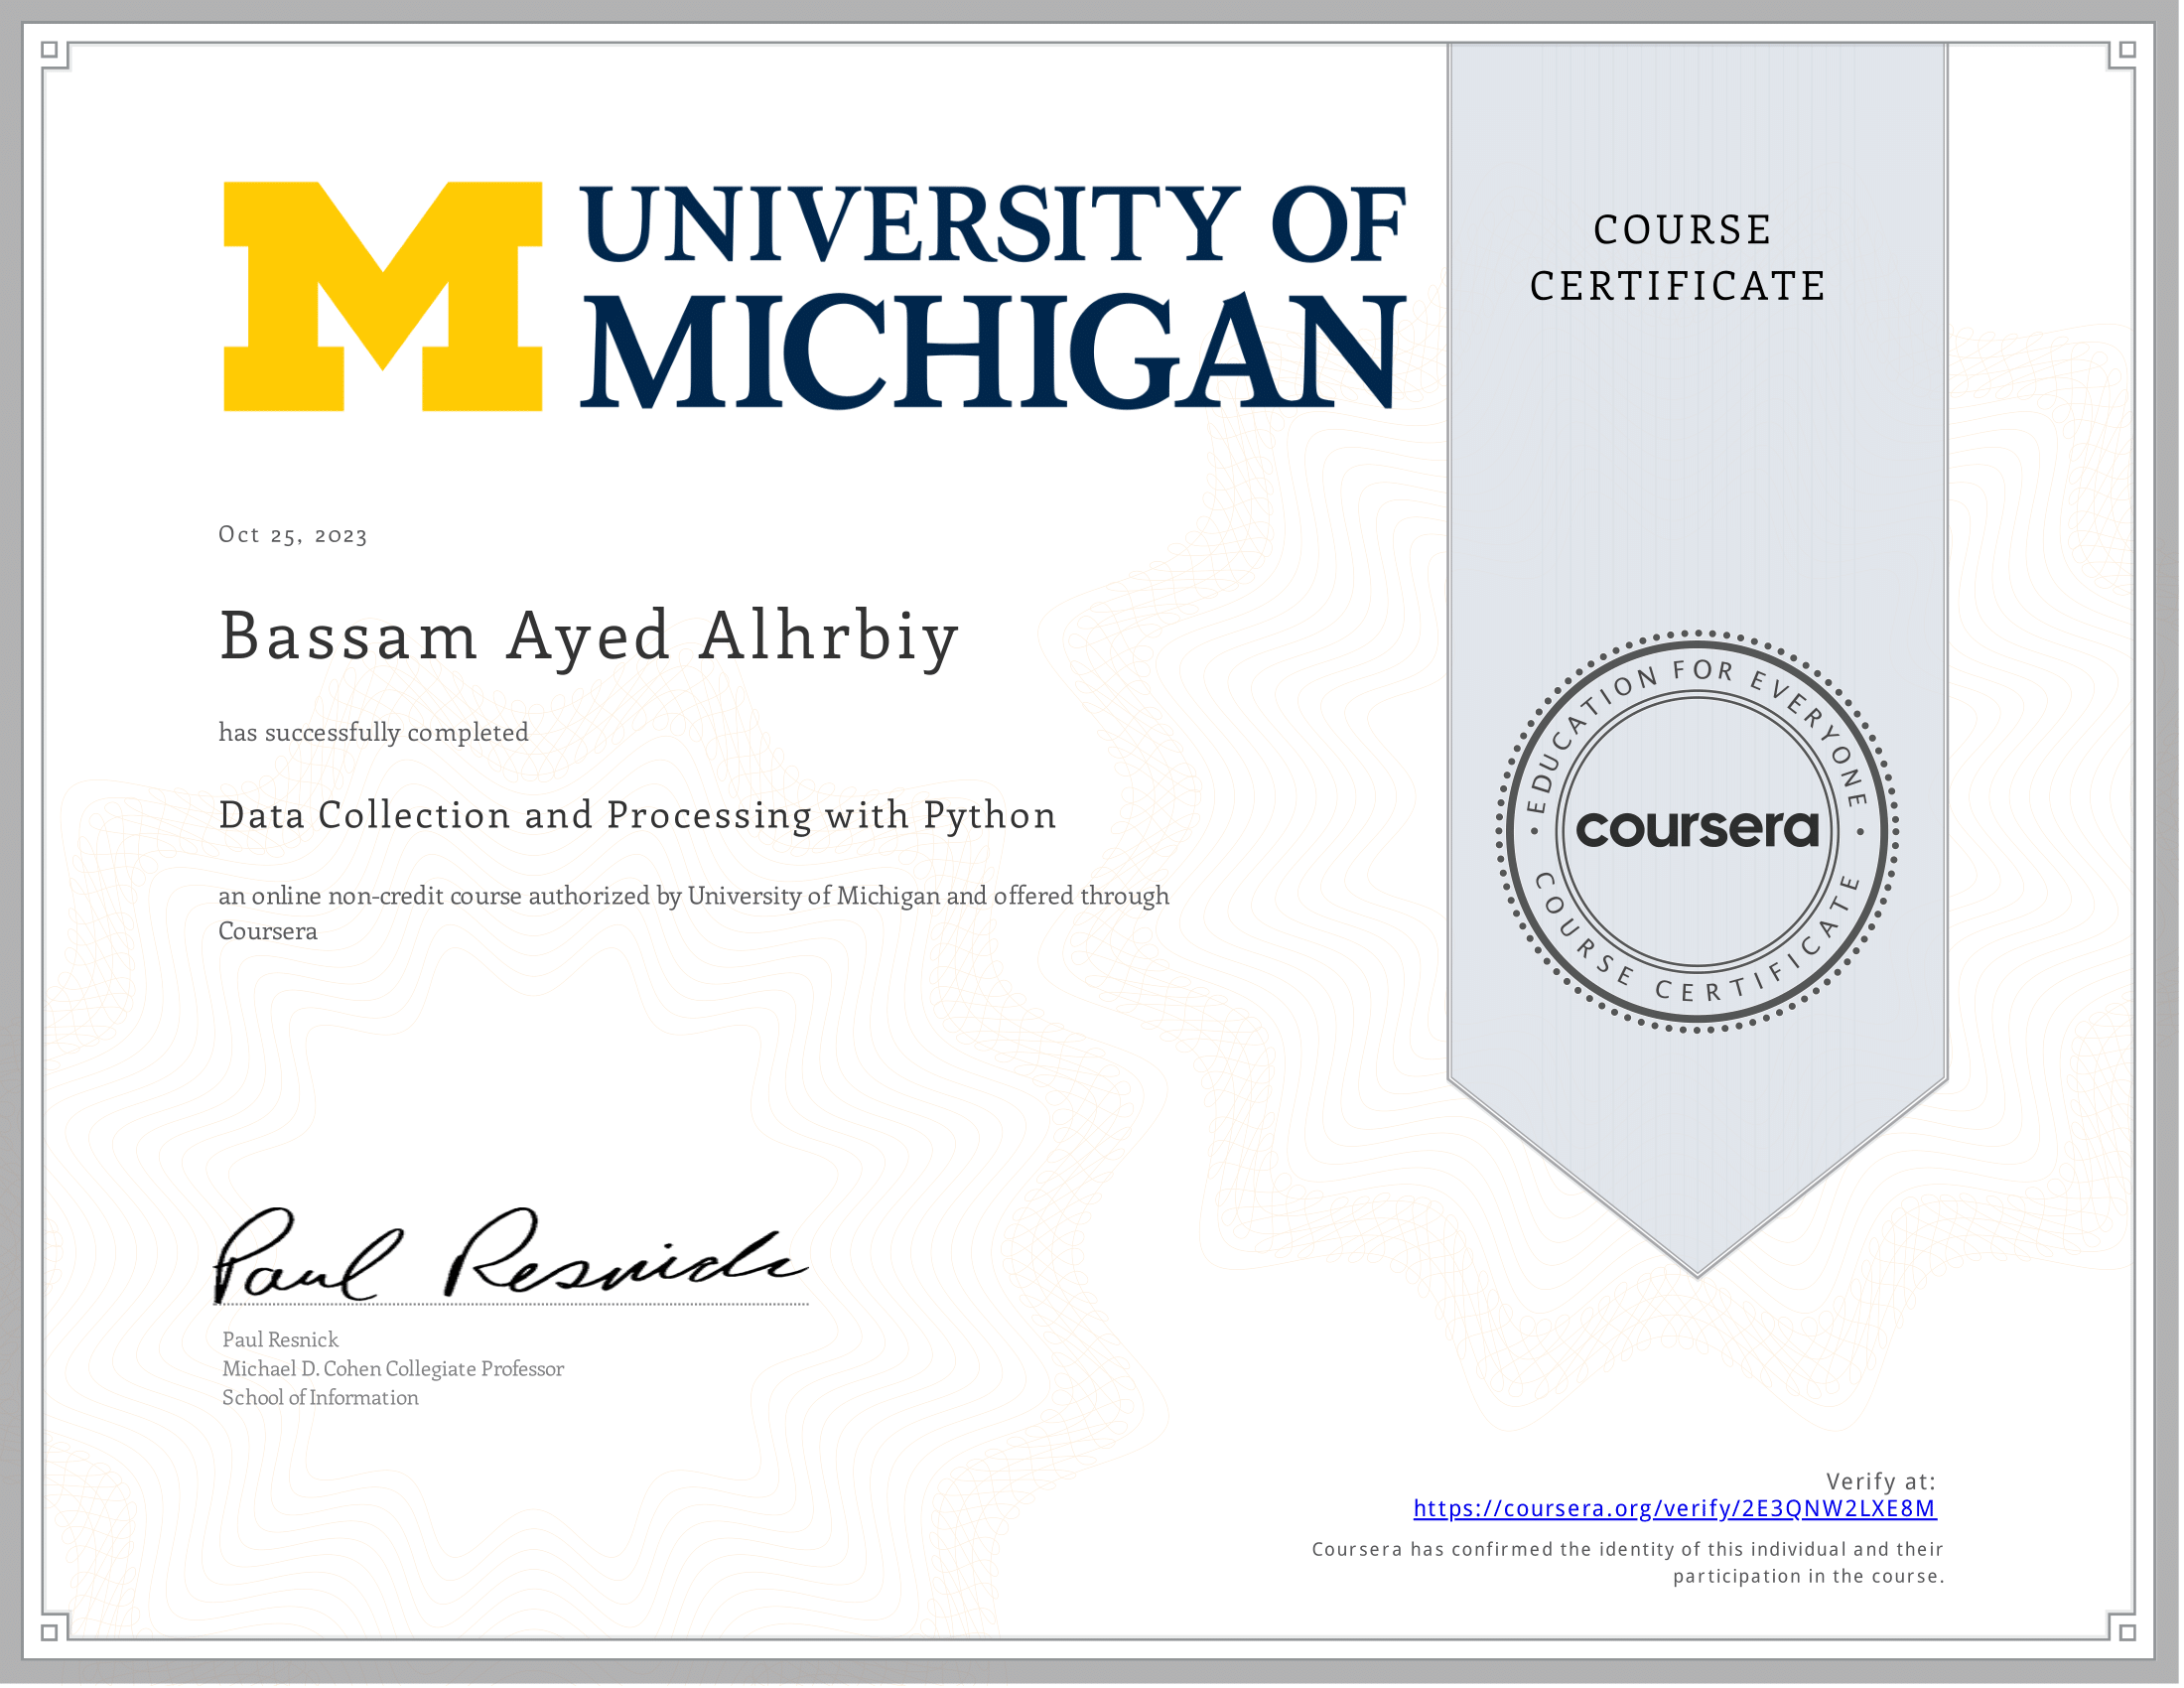 UNIVERSITY OF
MICHIGAN
COURSE
CERTIFICATE
Oct 25, 2023
Bassam Ayed Alhrbiy
has successfully completed
Data Collection and Processing with Python
an online non-credit course authorized by University of Michigan and offered through
Coursera
EDUCATION FOR EVERYONE
coursera
COURSE CERTIFICATE
Paul Resnick
Paul Resnick
Michael D. Cohen Collegiate Professor
School of Information
Verify at:
https://coursera.org/verify/2E3QNW2LXE8M
Coursera has confirmed the identity of this individual and their
participation in the course.